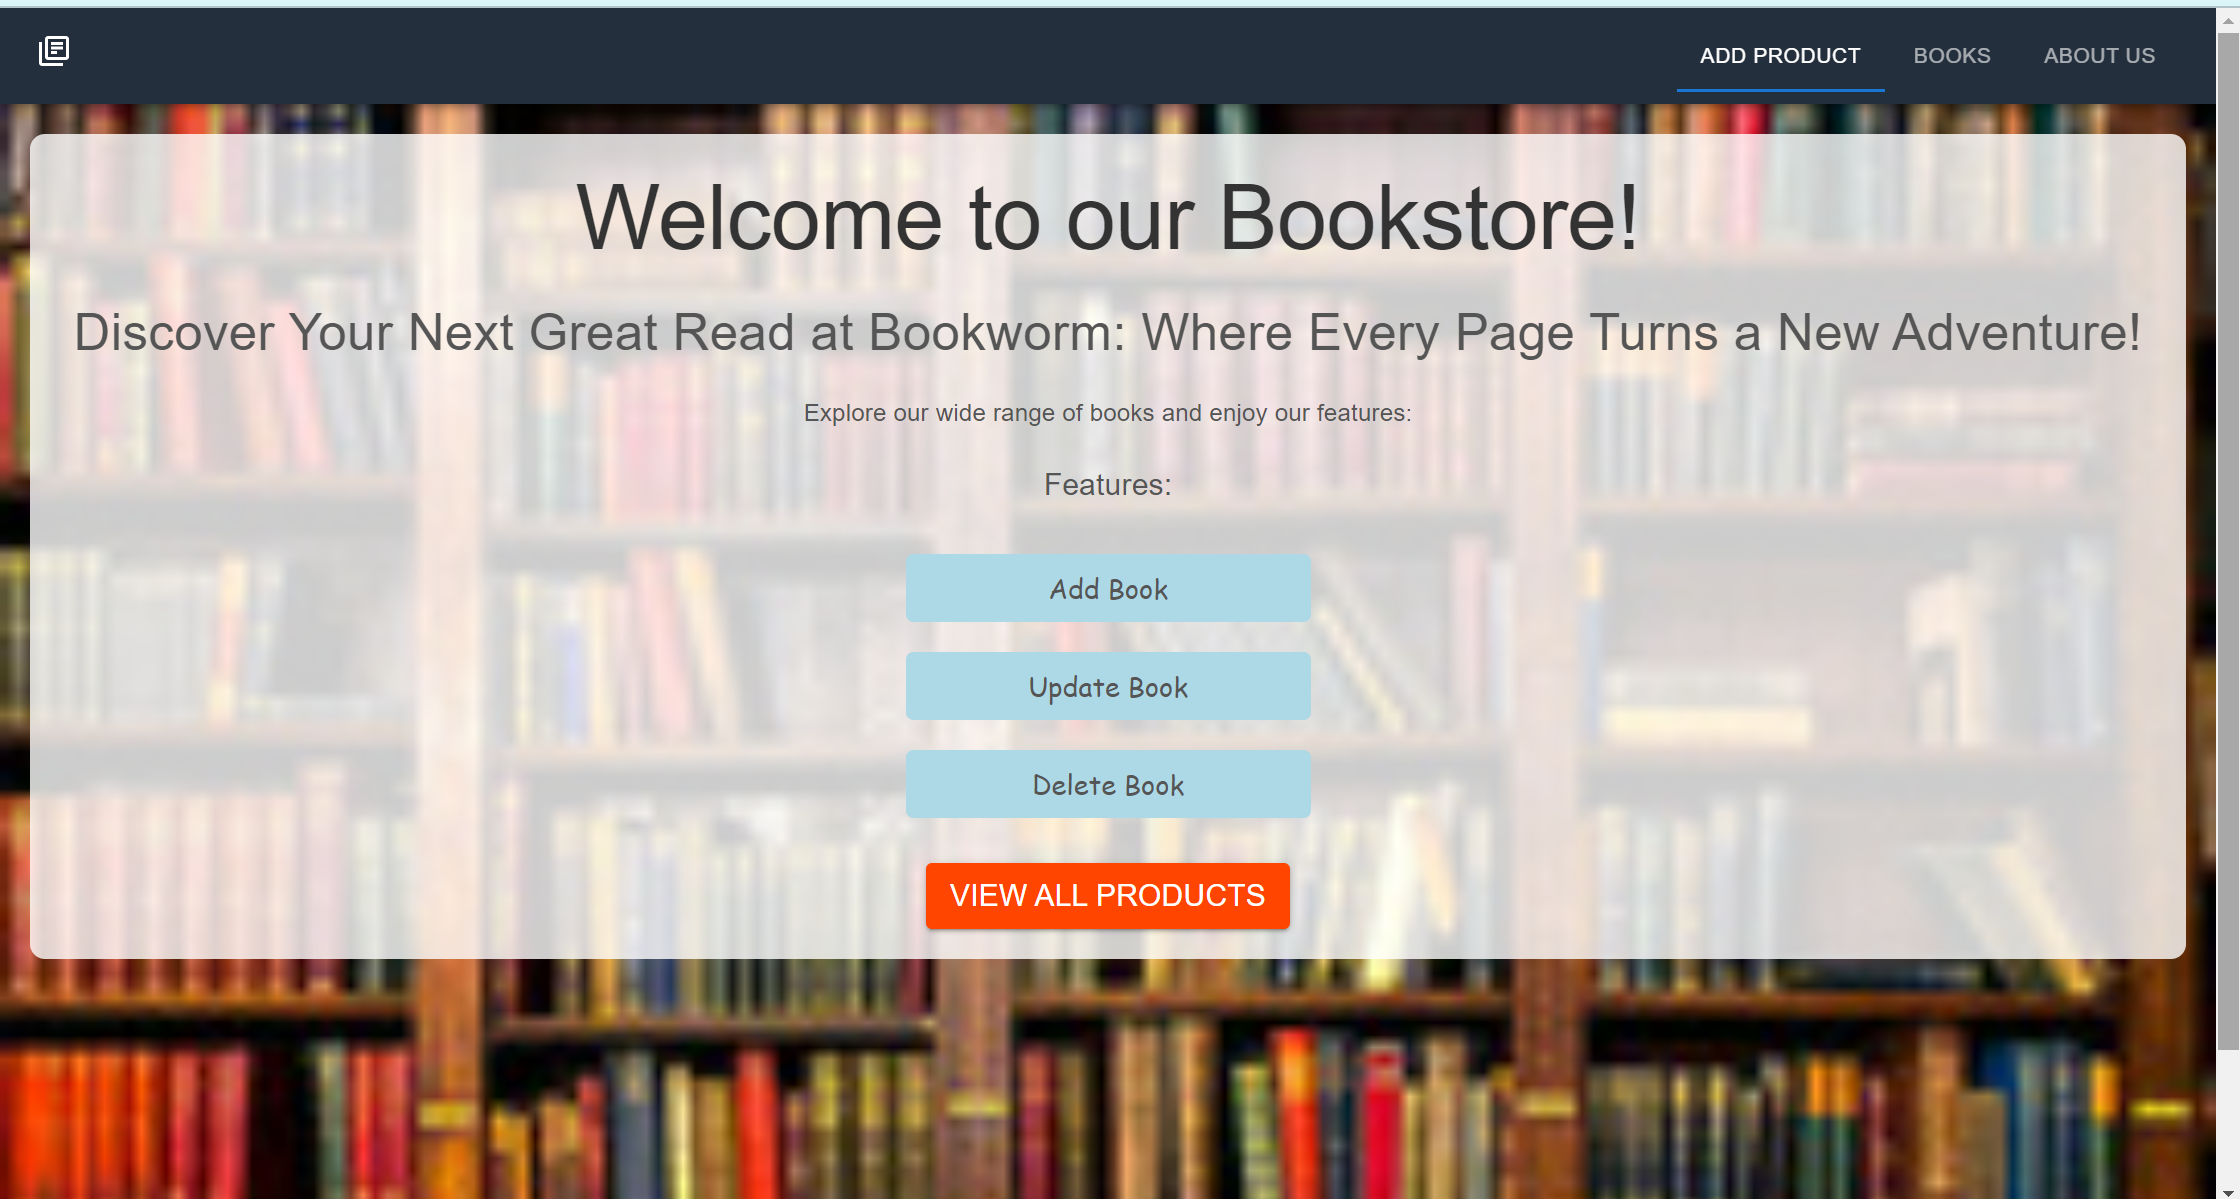 ADD PRODUCT BOOKS ABOUT US
Welcome to our Bookstore!
Discover Your Next Great Read at Bookworm: Where Every Page Turns a New Adventure!
Explore our wide range of books and enjoy our features:
Features:
Add Book
Update Book
Delete Book
VIEW ALL PRODUCTS